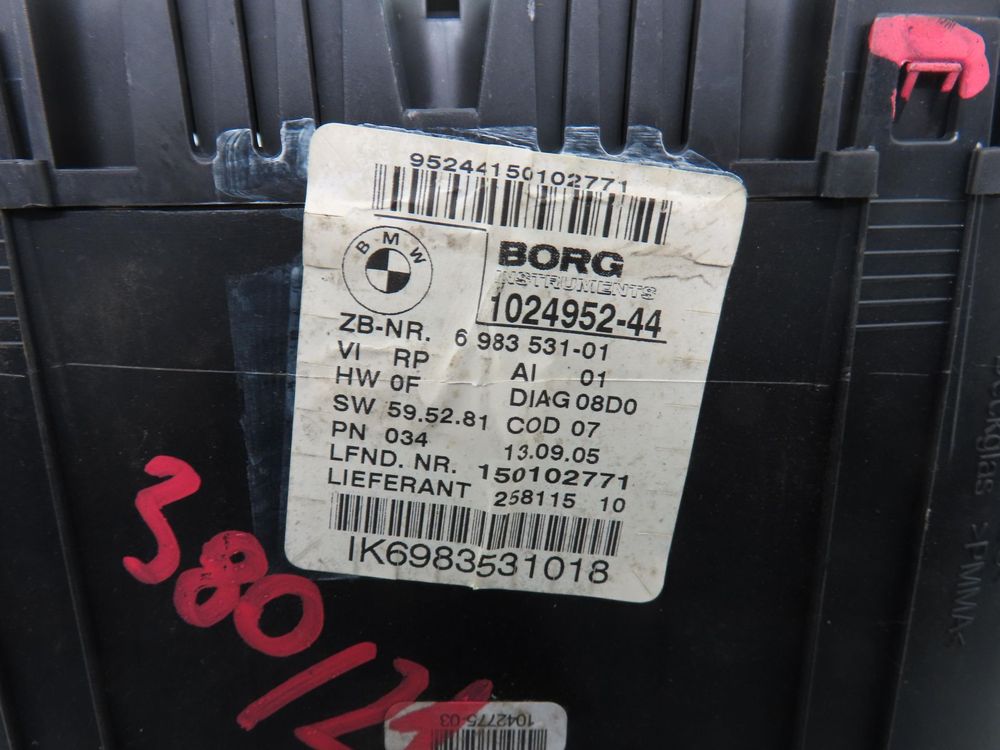 95244150102771
BMW
BORG
INSTRUMENTS
1024952-44
ZB-NR. 6 983 531-01
VI RP AI 01
HW 0F DIAG 08D0
SW 59.52.81 COD 07
PN 034 13.09.05
LFND. NR. 150102771
LIEFERANT 258115 10
IK6983531018
380/2
1042775-03
>PMMA<